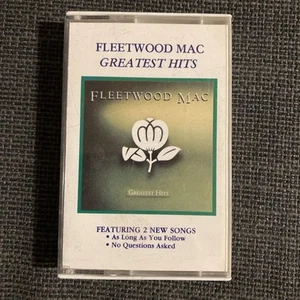 FLEETWOOD MAC
GREATEST HITS
FLEETWOOD MAC
GREATEST HITS
FEATURING 2 NEW SONGS
• As Long As You Follow
• No Questions Asked